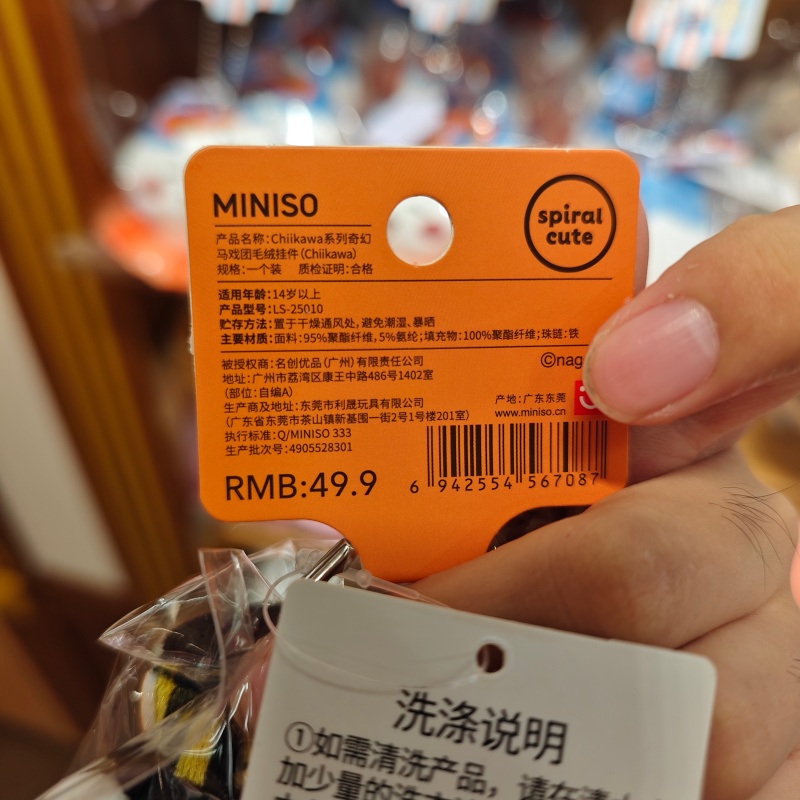 MINISO
spiral
cute
产品名称:Chiikawa系列奇幻
马戏团毛绒挂件(Chiikawa)
规格:一个装 质检证明:合格
适用年龄:14岁以上
产品型号:LS-25010
贮存方法:置于干燥通风处,避免潮湿、暴晒
主要材质:面料:95%聚酯纤维,5%氨纶;填充物:100%聚酯纤维;珠链:铁
©nag
被授权商:名创优品(广州)有限责任公司
地址:广州市荔湾区康王中路486号1402室
(部位:自编A)
生产商及地址:东莞市利晟玩具有限公司
(广东省东莞市茶山镇新基围一街2号1号楼201室)
产地:广东东莞
www.miniso.cn
执行标准:Q/MINISO 333
生产批次号:4905528301
RMB:49.9
6 942554 567087
洗涤说明
①如需清洗产品,请在清水
加少量的洗衣